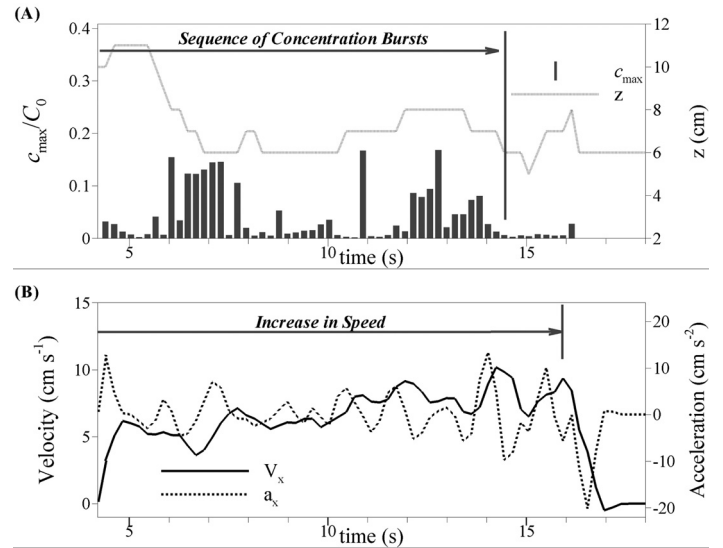 (A)
0.4
0.3
0.2
0.1
0
c_max/C_0
Sequence of Concentration Bursts
c_max
z
12
10
8
6
4
2
z (cm)
5
10
15
time (s)
(B)
15
10
5
0
Velocity (cm s⁻¹)
Increase in Speed
V_x
a_x
20
10
0
-10
-20
Acceleration (cm s⁻²)
5
10
15
time (s)